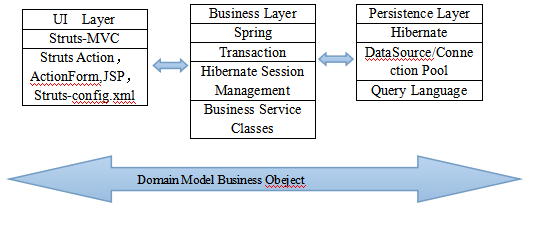 UI Layer
Struts-MVC
Struts Action，
ActionForm,JSP，
Struts-config.xml
Business Layer
Spring
Transaction
Hibernate Session
Management
Business Service
Classes
Persistence Layer
Hibernate
DataSource/Conne
ction Pool
Query Language
Domain Model Business Obeject